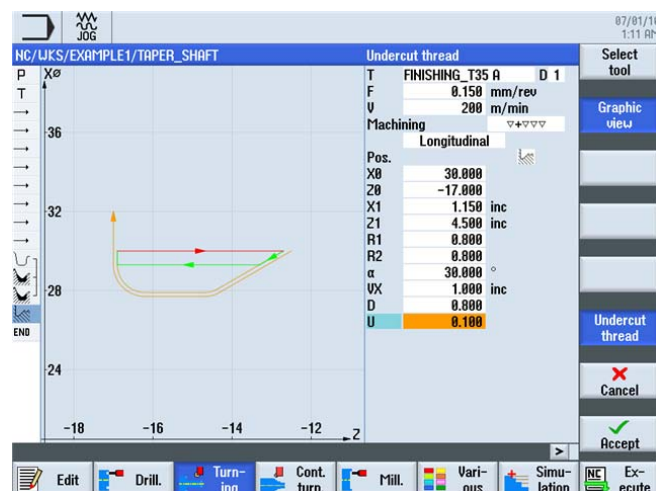 JOG
07/01/1
1:11 AM
NC/WKS/EXAMPLE1/TAPER_SHAFT
Undercut thread
Select tool
P
T
Xø
T FINISHING_T35 A D 1
F 0.150 mm/rev
V 200 m/min
Machining ▽+▽▽▽
Longitudinal
Pos.
X0 30.000
Z0 -17.000
X1 1.150 inc
Z1 4.500 inc
R1 0.800
R2 0.800
α 30.000 °
VX 1.000 inc
D 0.800
U 0.100
Graphic view
36
32
28
24
-18 -16 -14 -12 Z
END
Undercut thread
Cancel
Accept
>
Edit
Drill.
Turn-
ing
Cont.
turn.
Mill.
Vari-
ous
Simu-
lation
NC Ex-
ecute